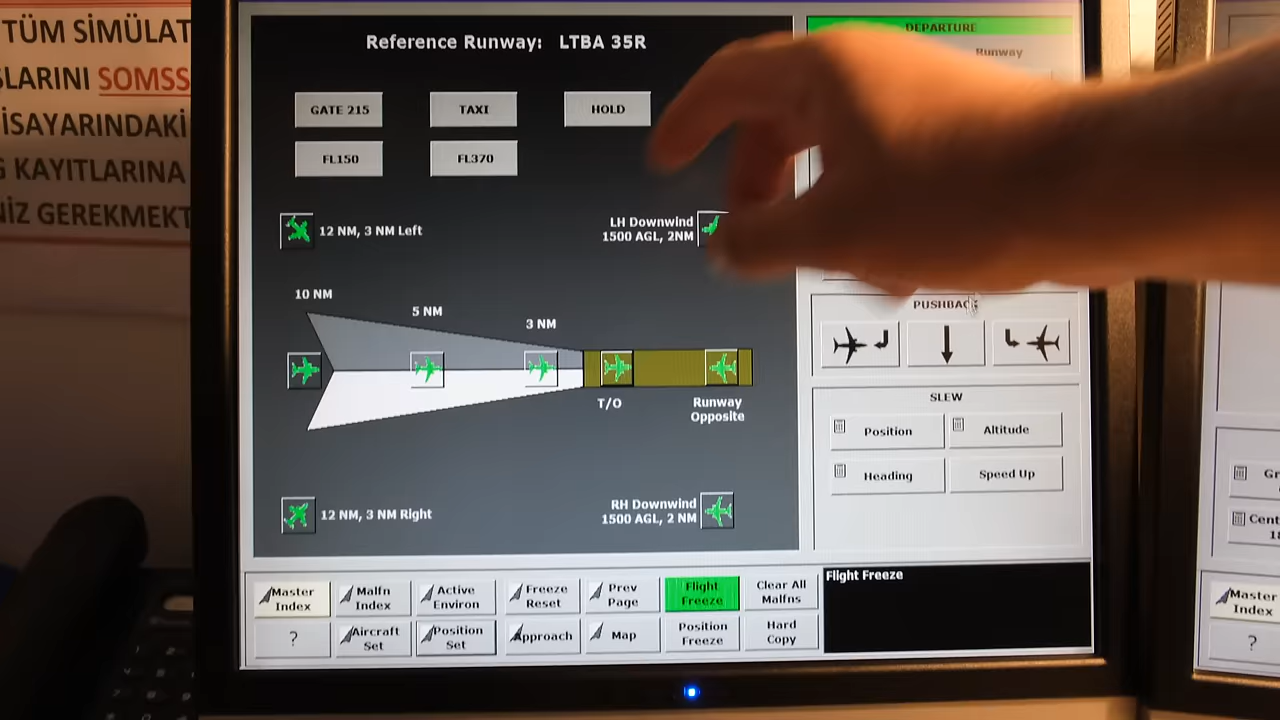 TÜM SİMÜLAT
SLARINI SOMSS
İSAYARINDAKİ
G KAYITLARINA
NİZ GEREKMEKT
Reference Runway: LTBA 35R
GATE 215
TAXI
HOLD
FL150
FL370
12 NM, 3 NM Left
LH Downwind
1500 AGL, 2NM
10 NM
5 NM
3 NM
T/O
Runway
Opposite
12 NM, 3 NM Right
RH Downwind
1500 AGL, 2 NM
DEPARTURE
Runway
PUSHBACK
SLEW
Position
Altitude
Heading
Speed Up
Master
Index
Malfn
Index
Active
Environ
Freeze
Reset
Prev
Page
Flight
Freeze
Clear All
Malfns
?
Aircraft
Set
Position
Set
Approach
Map
Position
Freeze
Hard
Copy
Flight Freeze
Gr
Cent
18
Master
Index
?